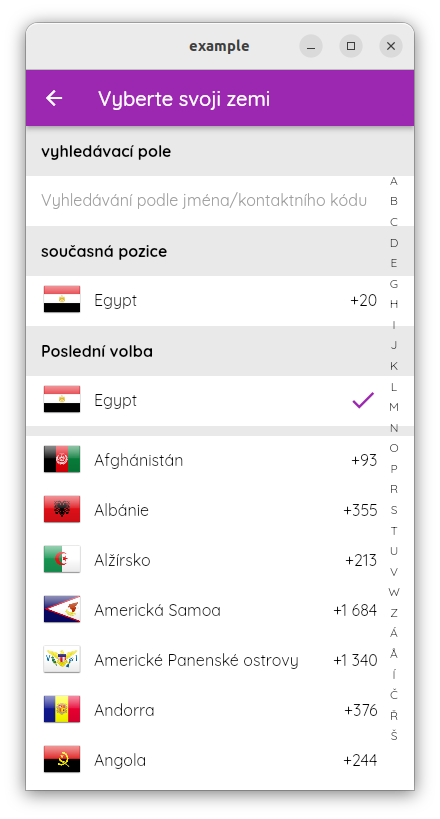 example
Vyberte svoji zemi
vyhledávací pole
Vyhledávání podle jména/kontaktního kódu
současná pozice
Egypt +20
Poslední volba
Egypt
Afghánistán +93
Albánie +355
Alžírsko +213
Americká Samoa +1 684
Americké Panenské ostrovy +1 340
Andorra +376
Angola +244
A
B
C
D
E
G
H
I
J
K
L
M
N
O
P
R
S
T
U
V
W
Z
Á
Å
Í
Č
Ř
Š